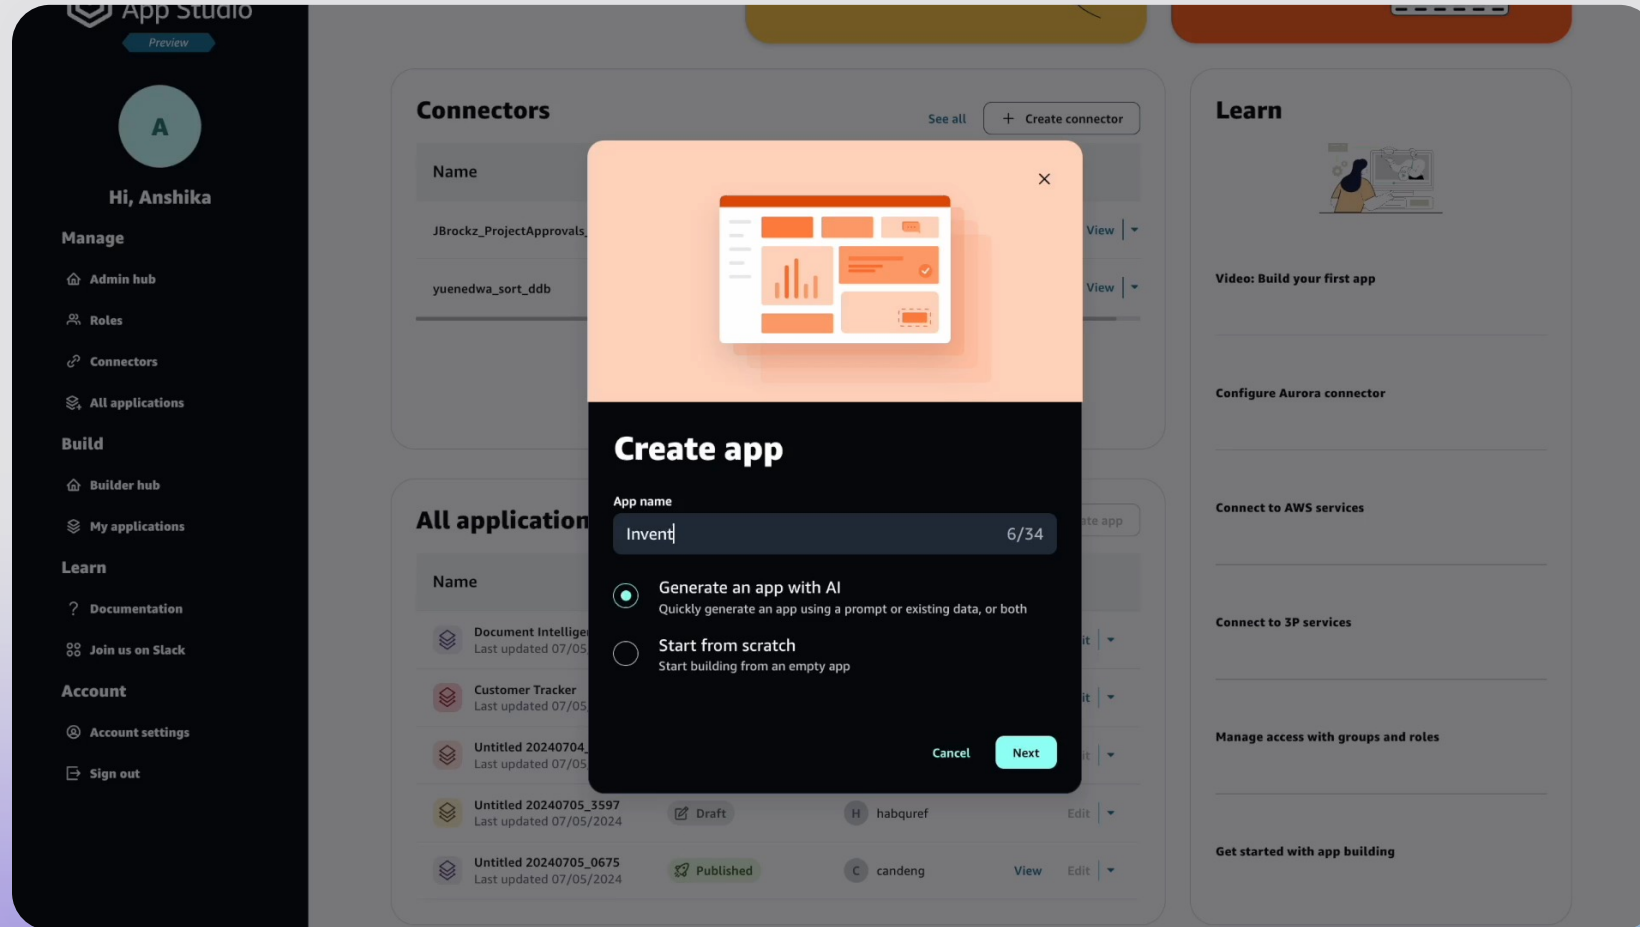 App Studio
Preview
A
Hi, Anshika
Manage
Admin hub
Roles
Connectors
All applications
Build
Builder hub
My applications
Learn
? Documentation
Join us on Slack
Account
Account settings
Sign out
Connectors
See all
+ Create connector
Name
JBrockz_ProjectApprovals_
View
yuenedwa_sort_ddb
View
Create app
App name
Invent
6/34
Generate an app with AI
Quickly generate an app using a prompt or existing data, or both
Start from scratch
Start building from an empty app
Cancel
Next
All application
ate app
Name
Document Intellige
Last updated 07/05
it
Customer Tracker
Last updated 07/05
it
Untitled 20240704_
Last updated 07/05
it
Untitled 20240705_3597
Last updated 07/05/2024
Draft
H habquref
Edit
Untitled 20240705_0675
Last updated 07/05/2024
Published
C candeng
View
Edit
Learn
Video: Build your first app
Configure Aurora connector
Connect to AWS services
Connect to 3P services
Manage access with groups and roles
Get started with app building